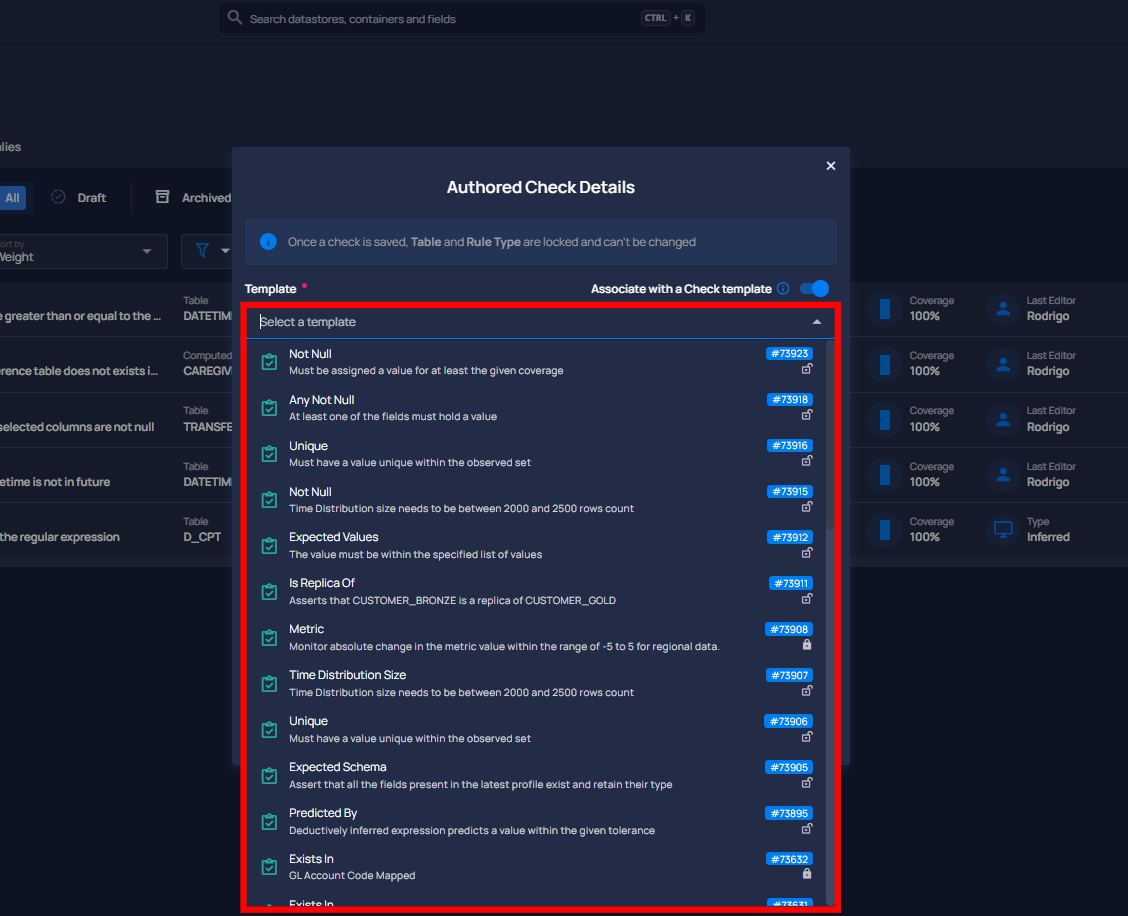 Search datastores, containers and fields CTRL + K
lies
All Draft Archived
ort by
Weight
Authored Check Details
Once a check is saved, Table and Rule Type are locked and can't be changed
Template * Associate with a Check template
Select a template
Not Null #73923
Must be assigned a value for at least the given coverage
Any Not Null #73918
At least one of the fields must hold a value
Unique #73916
Must have a value unique within the observed set
Not Null #73915
Time Distribution size needs to be between 2000 and 2500 rows count
Expected Values #73912
The value must be within the specified list of values
Is Replica Of #73911
Asserts that CUSTOMER_BRONZE is a replica of CUSTOMER_GOLD
Metric #73908
Monitor absolute change in the metric value within the range of -5 to 5 for regional data.
Time Distribution Size #73907
Time Distribution size needs to be between 2000 and 2500 rows count
Unique #73906
Must have a value unique within the observed set
Expected Schema #73905
Assert that all the fields present in the latest profile exist and retain their type
Predicted By #73895
Deductively inferred expression predicts a value within the given tolerance
Exists In #73632
GL Account Code Mapped
Exists In #73631
Table Coverage Last Editor
e greater than or equal to the ... DATETIM 100% Rodrigo
Computed Coverage Last Editor
erence table does not exists i... CAREGIV 100% Rodrigo
Table Coverage Last Editor
selected columns are not null TRANSFE 100% Rodrigo
Table Coverage Last Editor
etime is not in future DATETIM 100% Rodrigo
Table Coverage Type
the regular expression D_CPT 100% Inferred